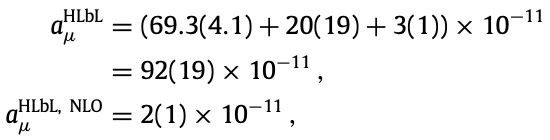 a_μ^HLbL = (69.3(4.1) + 20(19) + 3(1)) × 10^−11
= 92(19) × 10^−11 ,
a_μ^HLbL, NLO = 2(1) × 10^−11 ,